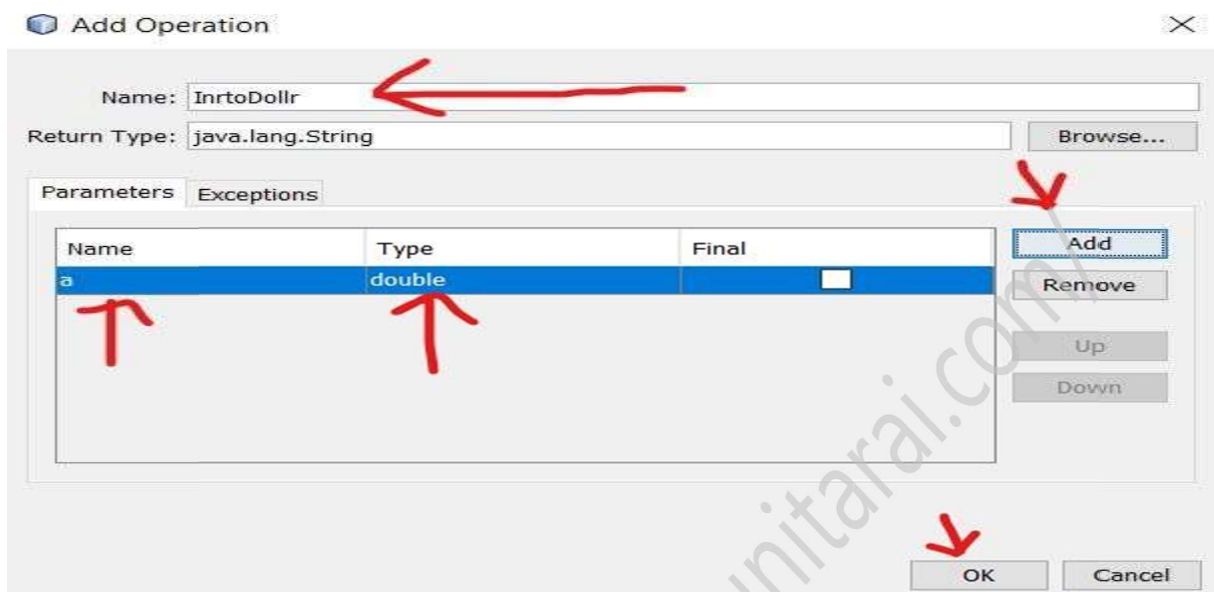 Add Operation
Name: InrtoDollr
Return Type: java.lang.String Browse...
Parameters Exceptions
Name Type Final Add
a double Remove
Up
Down
OK Cancel